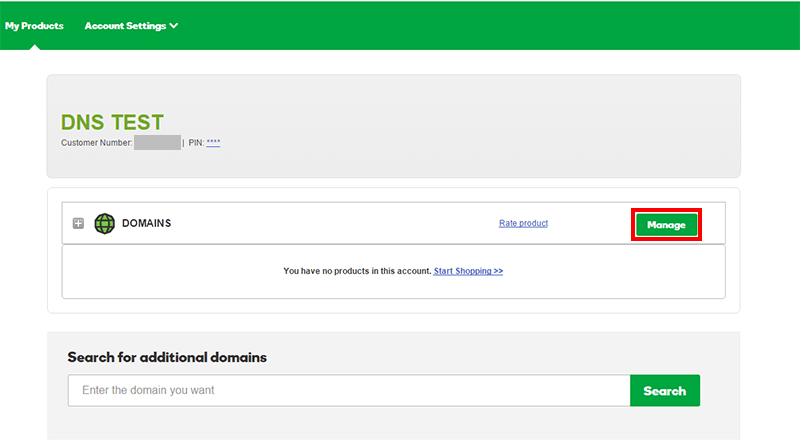 My Products Account Settings
DNS TEST
Customer Number: | PIN: ****
DOMAINS Rate product Manage
You have no products in this account. Start Shopping >>
Search for additional domains
Enter the domain you want Search